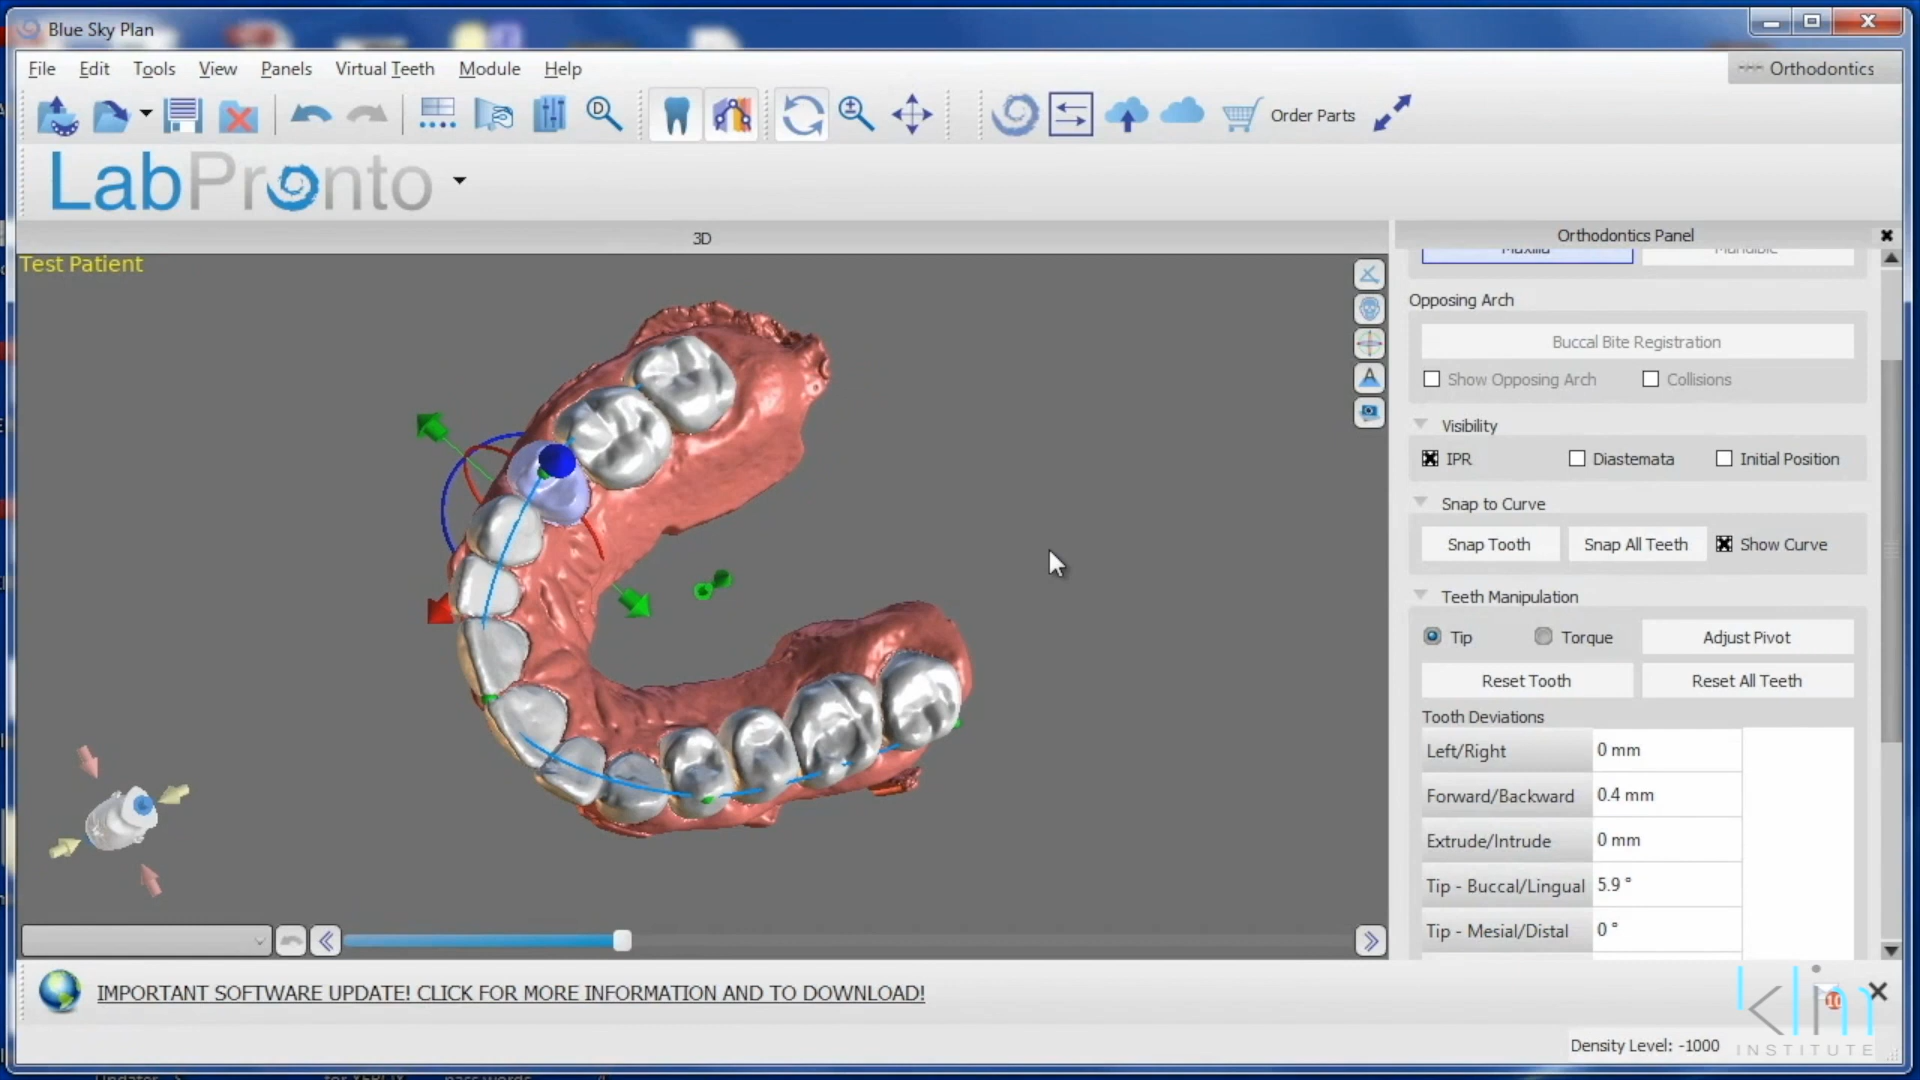 Blue Sky Plan
File Edit Tools View Panels Virtual Teeth Module Help
Orthodontics
D
Order Parts
LabPronto
3D
Orthodontics Panel
Test Patient
Maxilla Mandible
Opposing Arch
Buccal Bite Registration
Show Opposing Arch Collisions
Visibility
IPR Diastemata Initial Position
Snap to Curve
Snap Tooth Snap All Teeth Show Curve
Teeth Manipulation
Tip Torque Adjust Pivot
Reset Tooth Reset All Teeth
Tooth Deviations
Left/Right 0 mm
Forward/Backward 0.4 mm
Extrude/Intrude 0 mm
Tip - Buccal/Lingual 5.9 °
Tip - Mesial/Distal 0 °
IMPORTANT SOFTWARE UPDATE! CLICK FOR MORE INFORMATION AND TO DOWNLOAD!
10
kim
INSTITUTE
Density Level: -1000